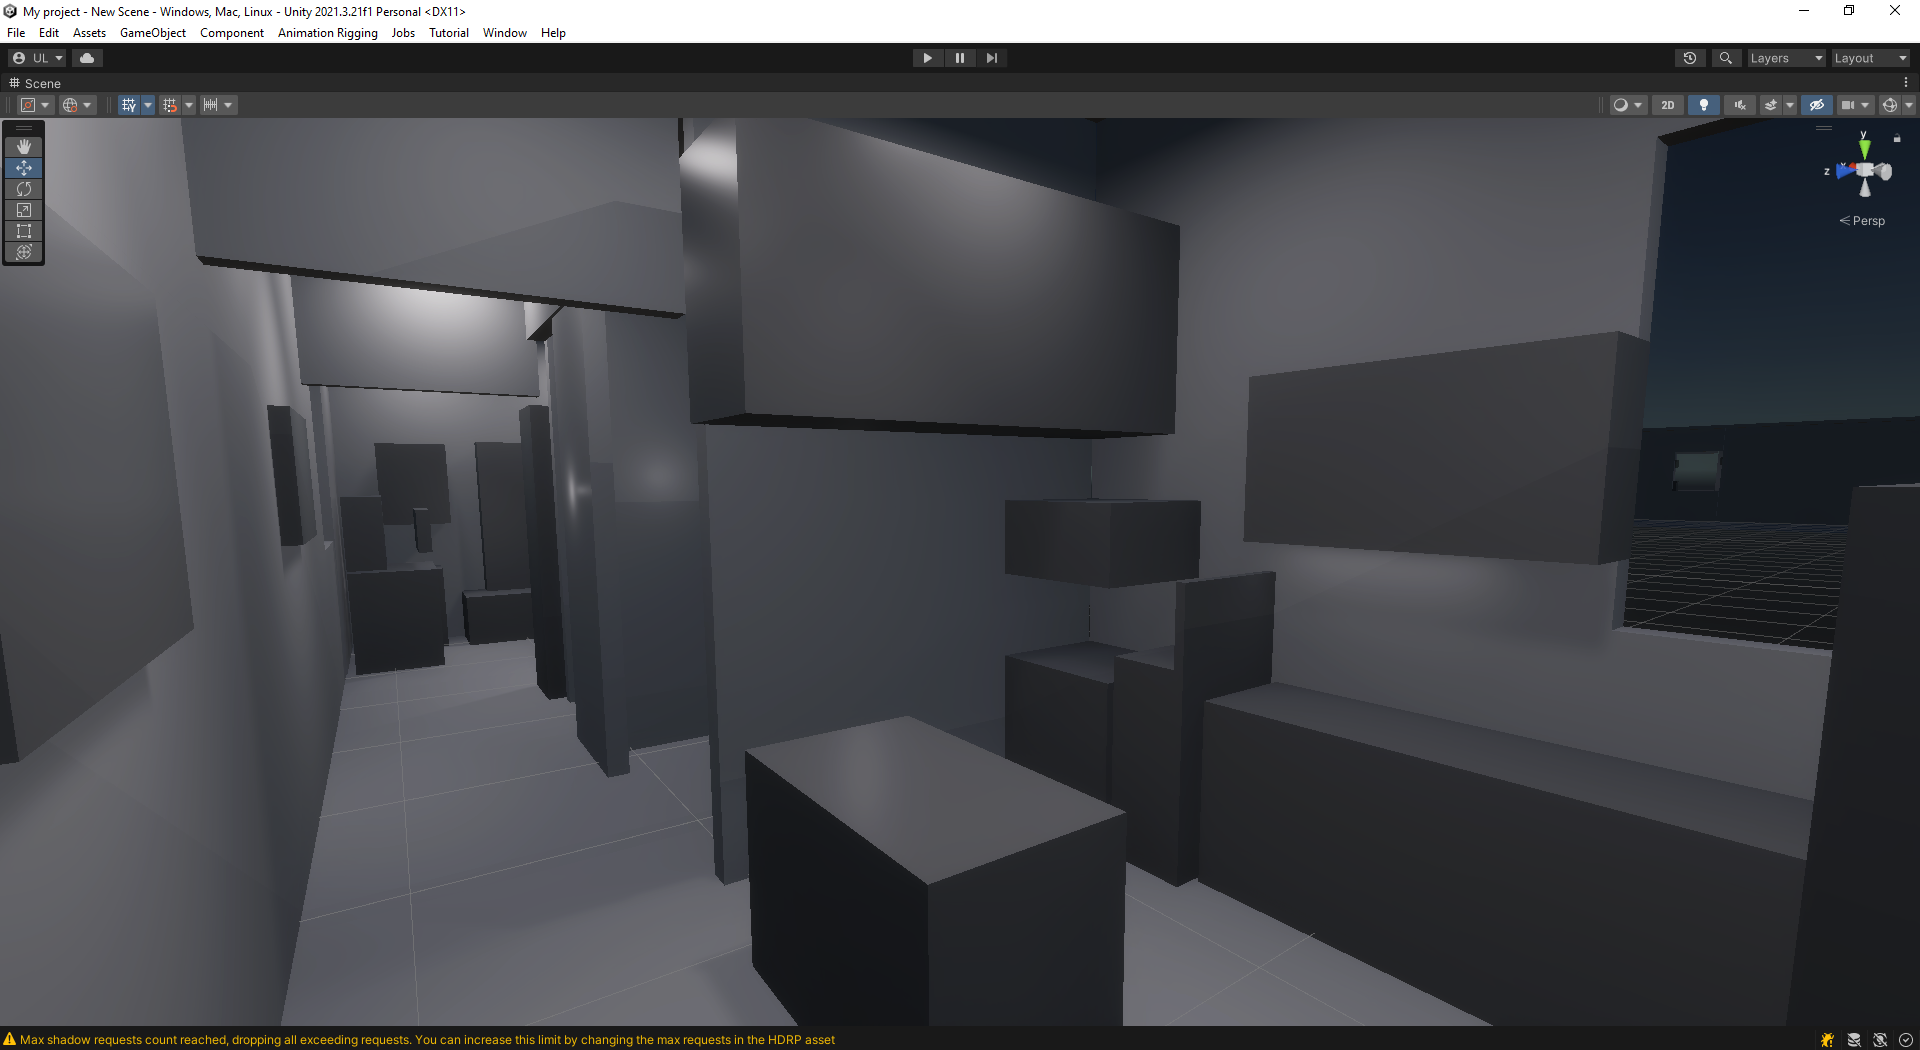 My project - New Scene - Windows, Mac, Linux - Unity 2021.3.21f1 Personal <DX11>
File Edit Assets GameObject Component Animation Rigging Jobs Tutorial Window Help
UL Layers Layout
Scene
2D
y
z
Persp
Max shadow requests count reached, dropping all exceeding requests. You can increase this limit by changing the max requests in the HDRP asset